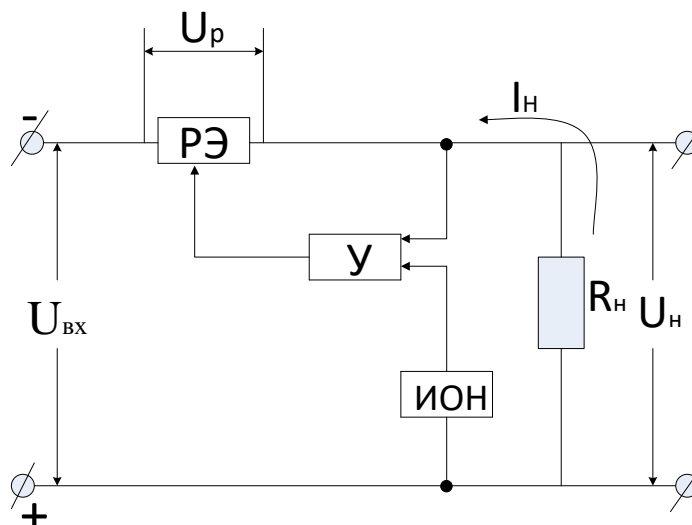 Uр
Iн
-
РЭ
У
Uвх
Rн
Uн
ИОН
+